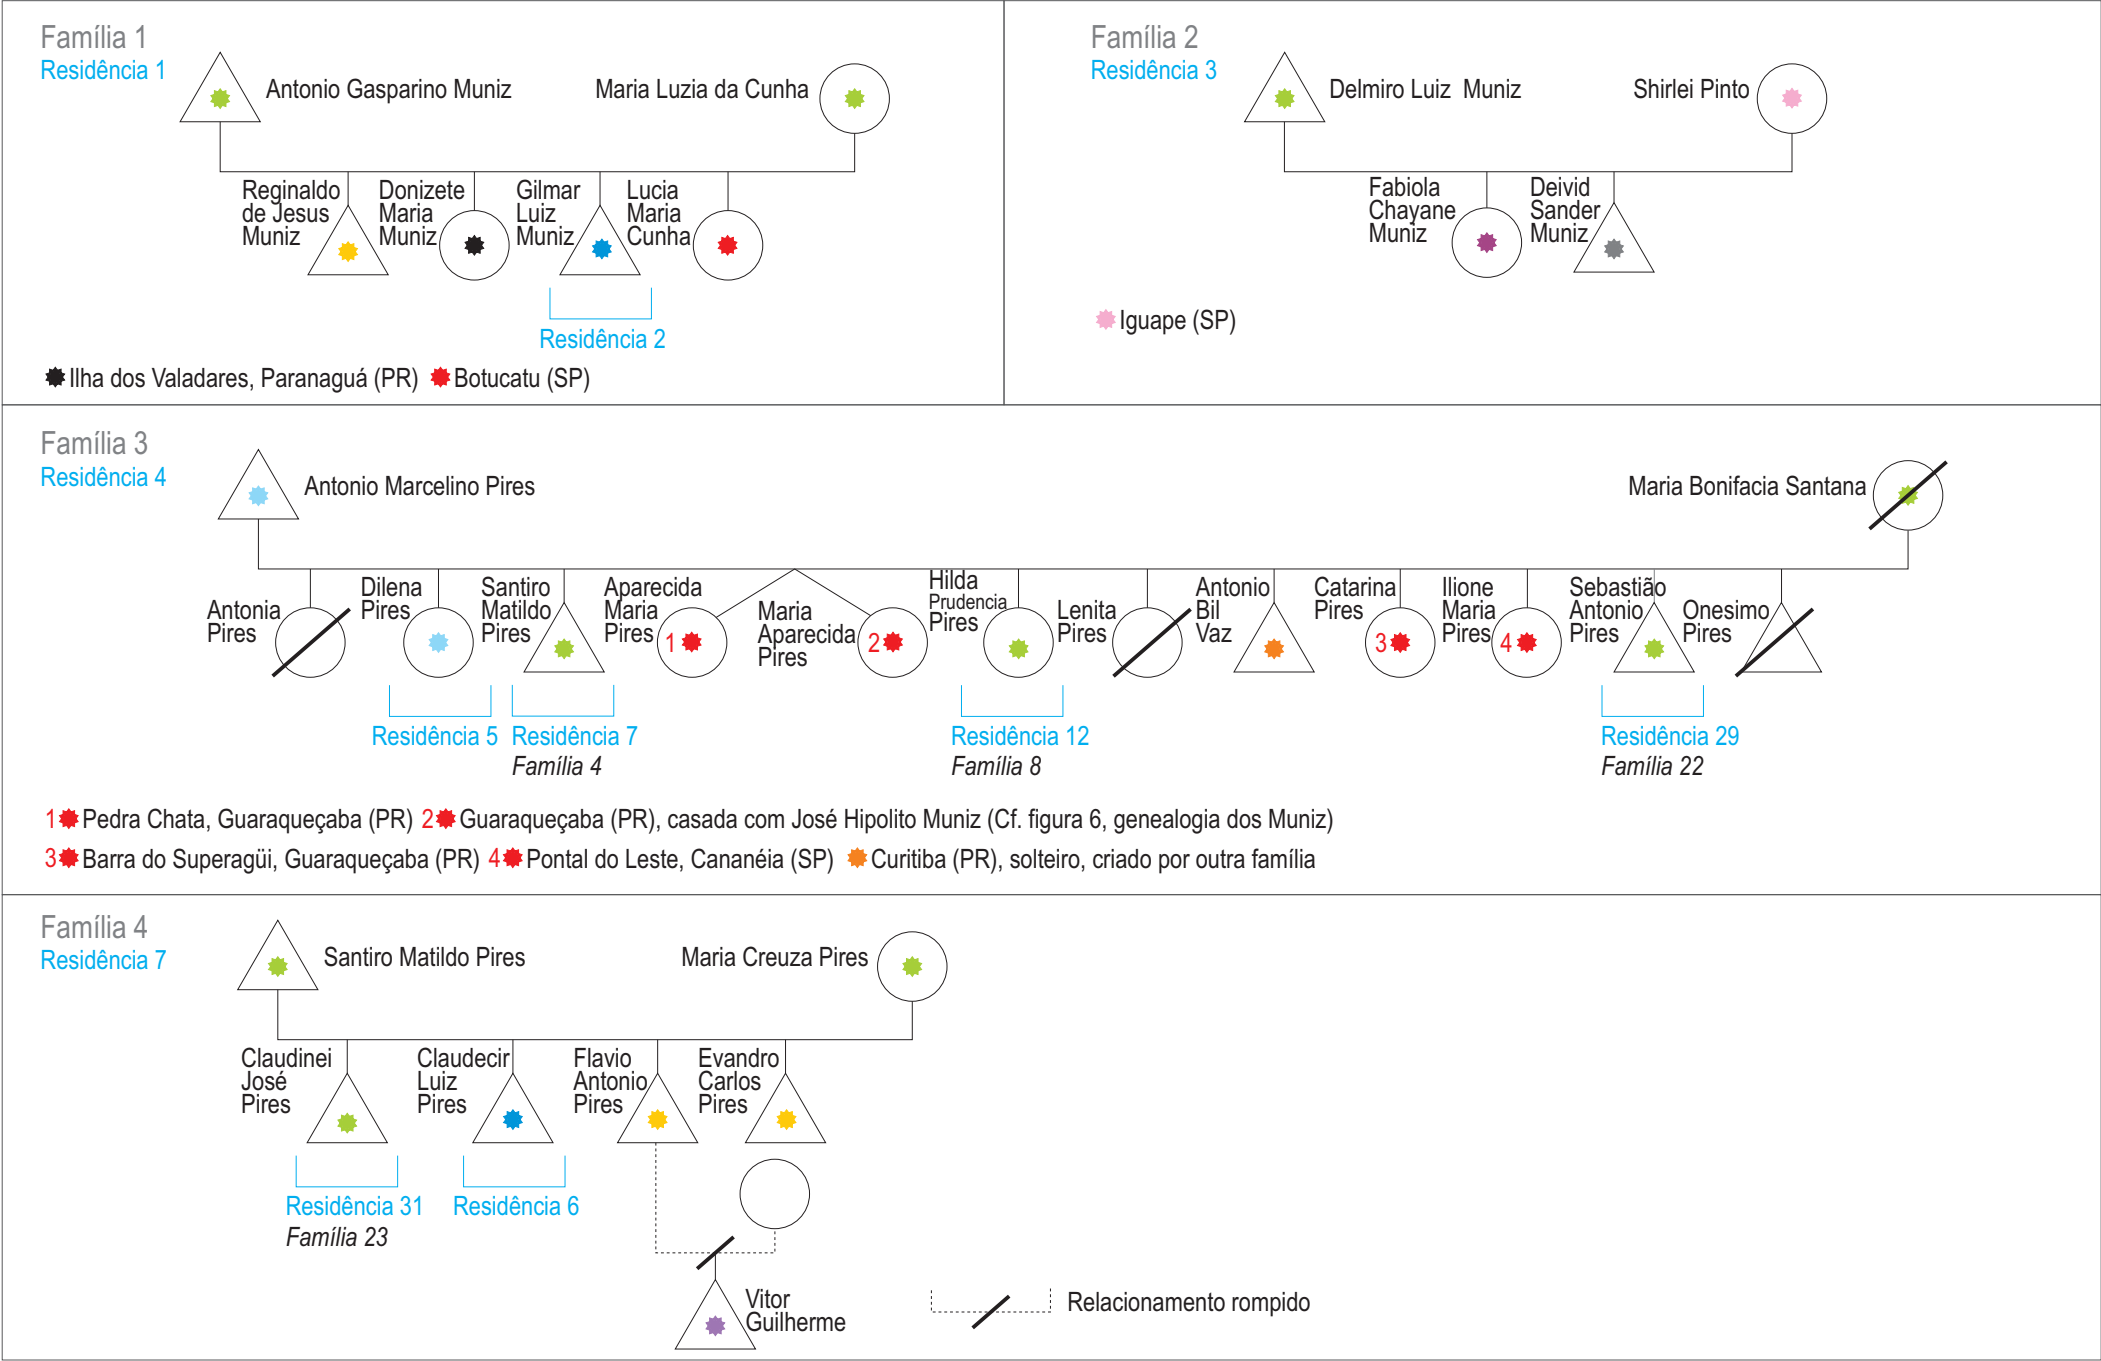 Família 1
Residência 1
Antonio Gasparino Muniz
Maria Luzia da Cunha
Reginaldo
de Jesus
Muniz
Donizete
Maria
Muniz
Gilmar
Luiz
Muniz
Lucia
Maria
Cunha
Residência 2
Ilha dos Valadares, Paranaguá (PR)
Botucatu (SP)
Família 2
Residência 3
Delmiro Luiz Muniz
Shirlei Pinto
Fabiola
Chayane
Muniz
Deivid
Sander
Muniz
Iguape (SP)
Família 3
Residência 4
Antonio Marcelino Pires
Maria Bonifacia Santana
Antonia
Pires
Dilena
Pires
Santiro
Matildo
Pires
Aparecida
Maria
Pires
1
Maria
Aparecida
Pires
2
Hilda
Prudencia
Pires
Lenita
Pires
Antonio
Bil
Vaz
Catarina
Pires
3
Ilione
Maria
Pires
4
Sebastião
Antonio
Pires
Onesimo
Pires
Residência 5
Residência 7
Família 4
Residência 12
Família 8
Residência 29
Família 22
1 Pedra Chata, Guaraqueçaba (PR) 2 Guaraqueçaba (PR), casada com José Hipolito Muniz (Cf. figura 6, genealogia dos Muniz)
3 Barra do Superagüi, Guaraqueçaba (PR) 4 Pontal do Leste, Cananéia (SP) Curitiba (PR), solteiro, criado por outra família
Família 4
Residência 7
Santiro Matildo Pires
Maria Creuza Pires
Claudinei
José
Pires
Claudecir
Luiz
Pires
Flavio
Antonio
Pires
Evandro
Carlos
Pires
Residência 31
Família 23
Residência 6
Vitor
Guilherme
Relacionamento rompido